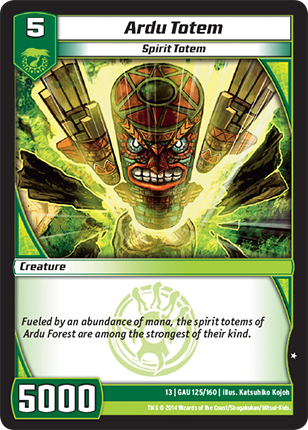 5
Ardu Totem
Spirit Totem
Creature
Fueled by an abundance of mana, the spirit totems of
Ardu Forest are among the strongest of their kind.
5000
13 | GAU 125/160 | Illus. Katsuhiko Kojoh
TM & © 2014 Wizards of the Coast/Shogakukan/Mitsui-Kids.